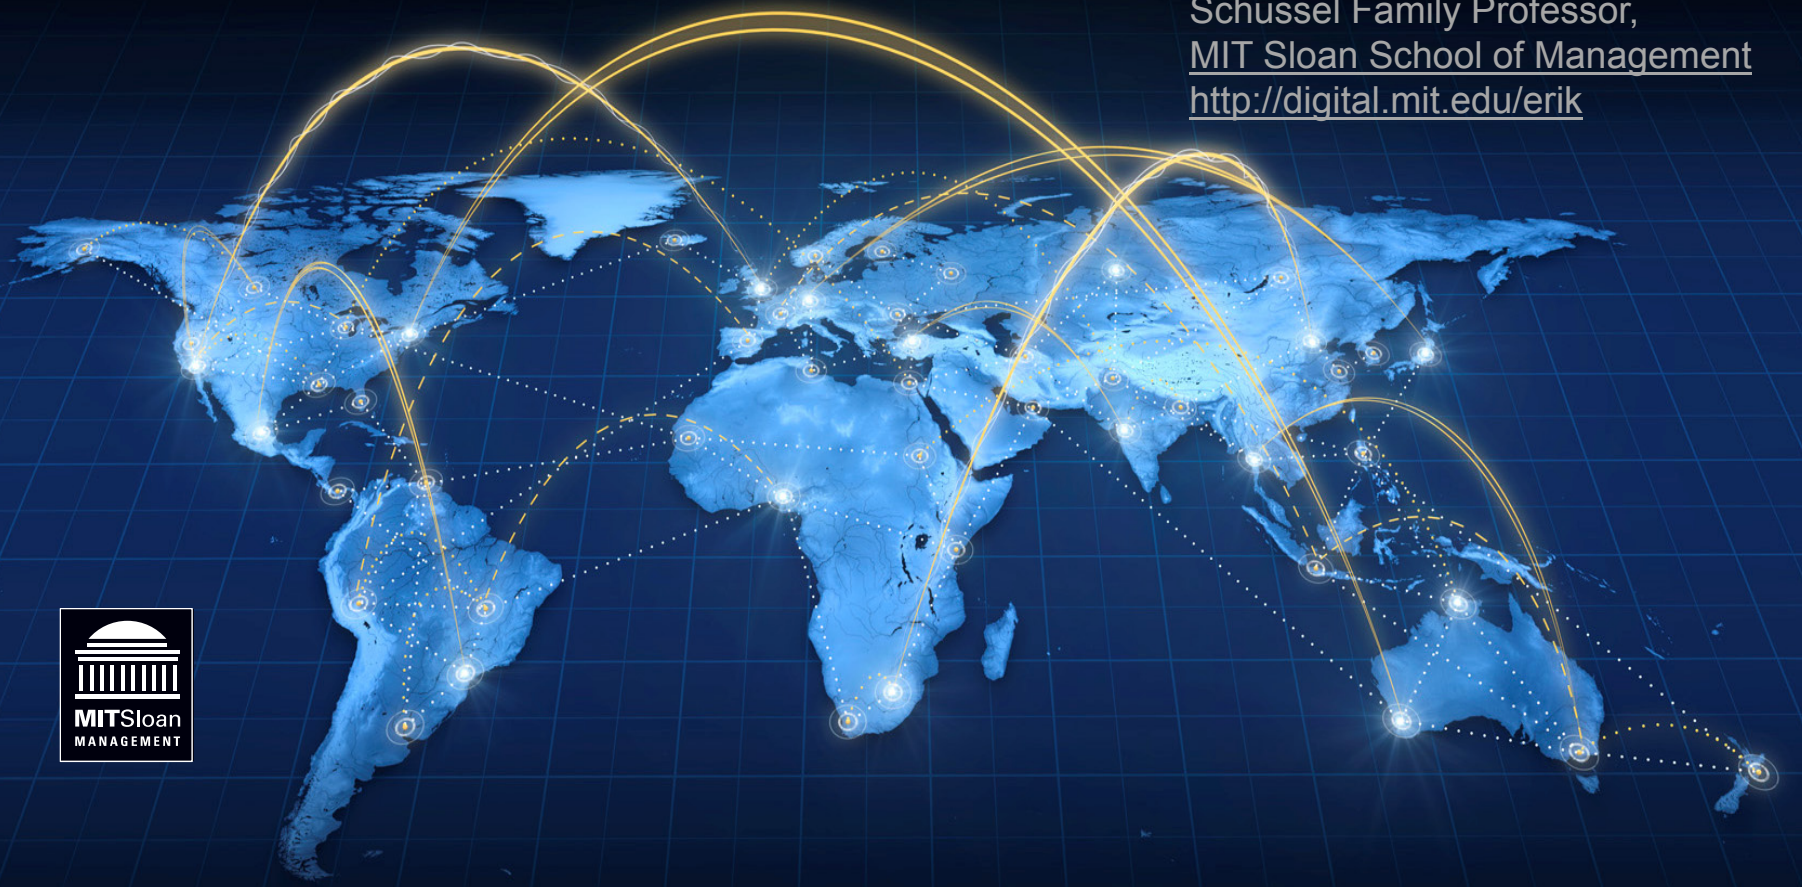 Schussel Family Professor,
MIT Sloan School of Management
http://digital.mit.edu/erik
MITSloan
MANAGEMENT